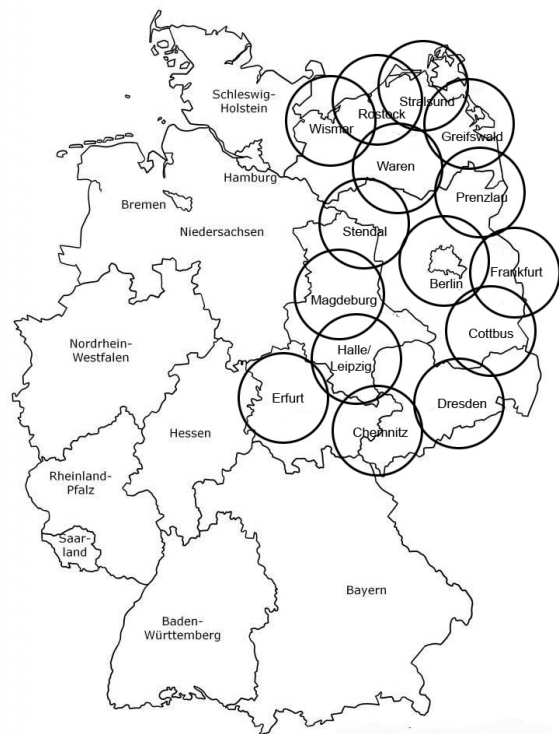 Schleswig-
Holstein
Stralsund
Rostock
Wismar
Greifswald
Hamburg
Waren
Bremen
Prenzlau
Niedersachsen
Stendal
Berlin
Frankfurt
Magdeburg
Cottbus
Nordrhein-
Westfalen
Halle/
Leipzig
Erfurt
Dresden
Hessen
Chemnitz
Rheinland-
Pfalz
Saar-
land
Bayern
Baden-
Württemberg